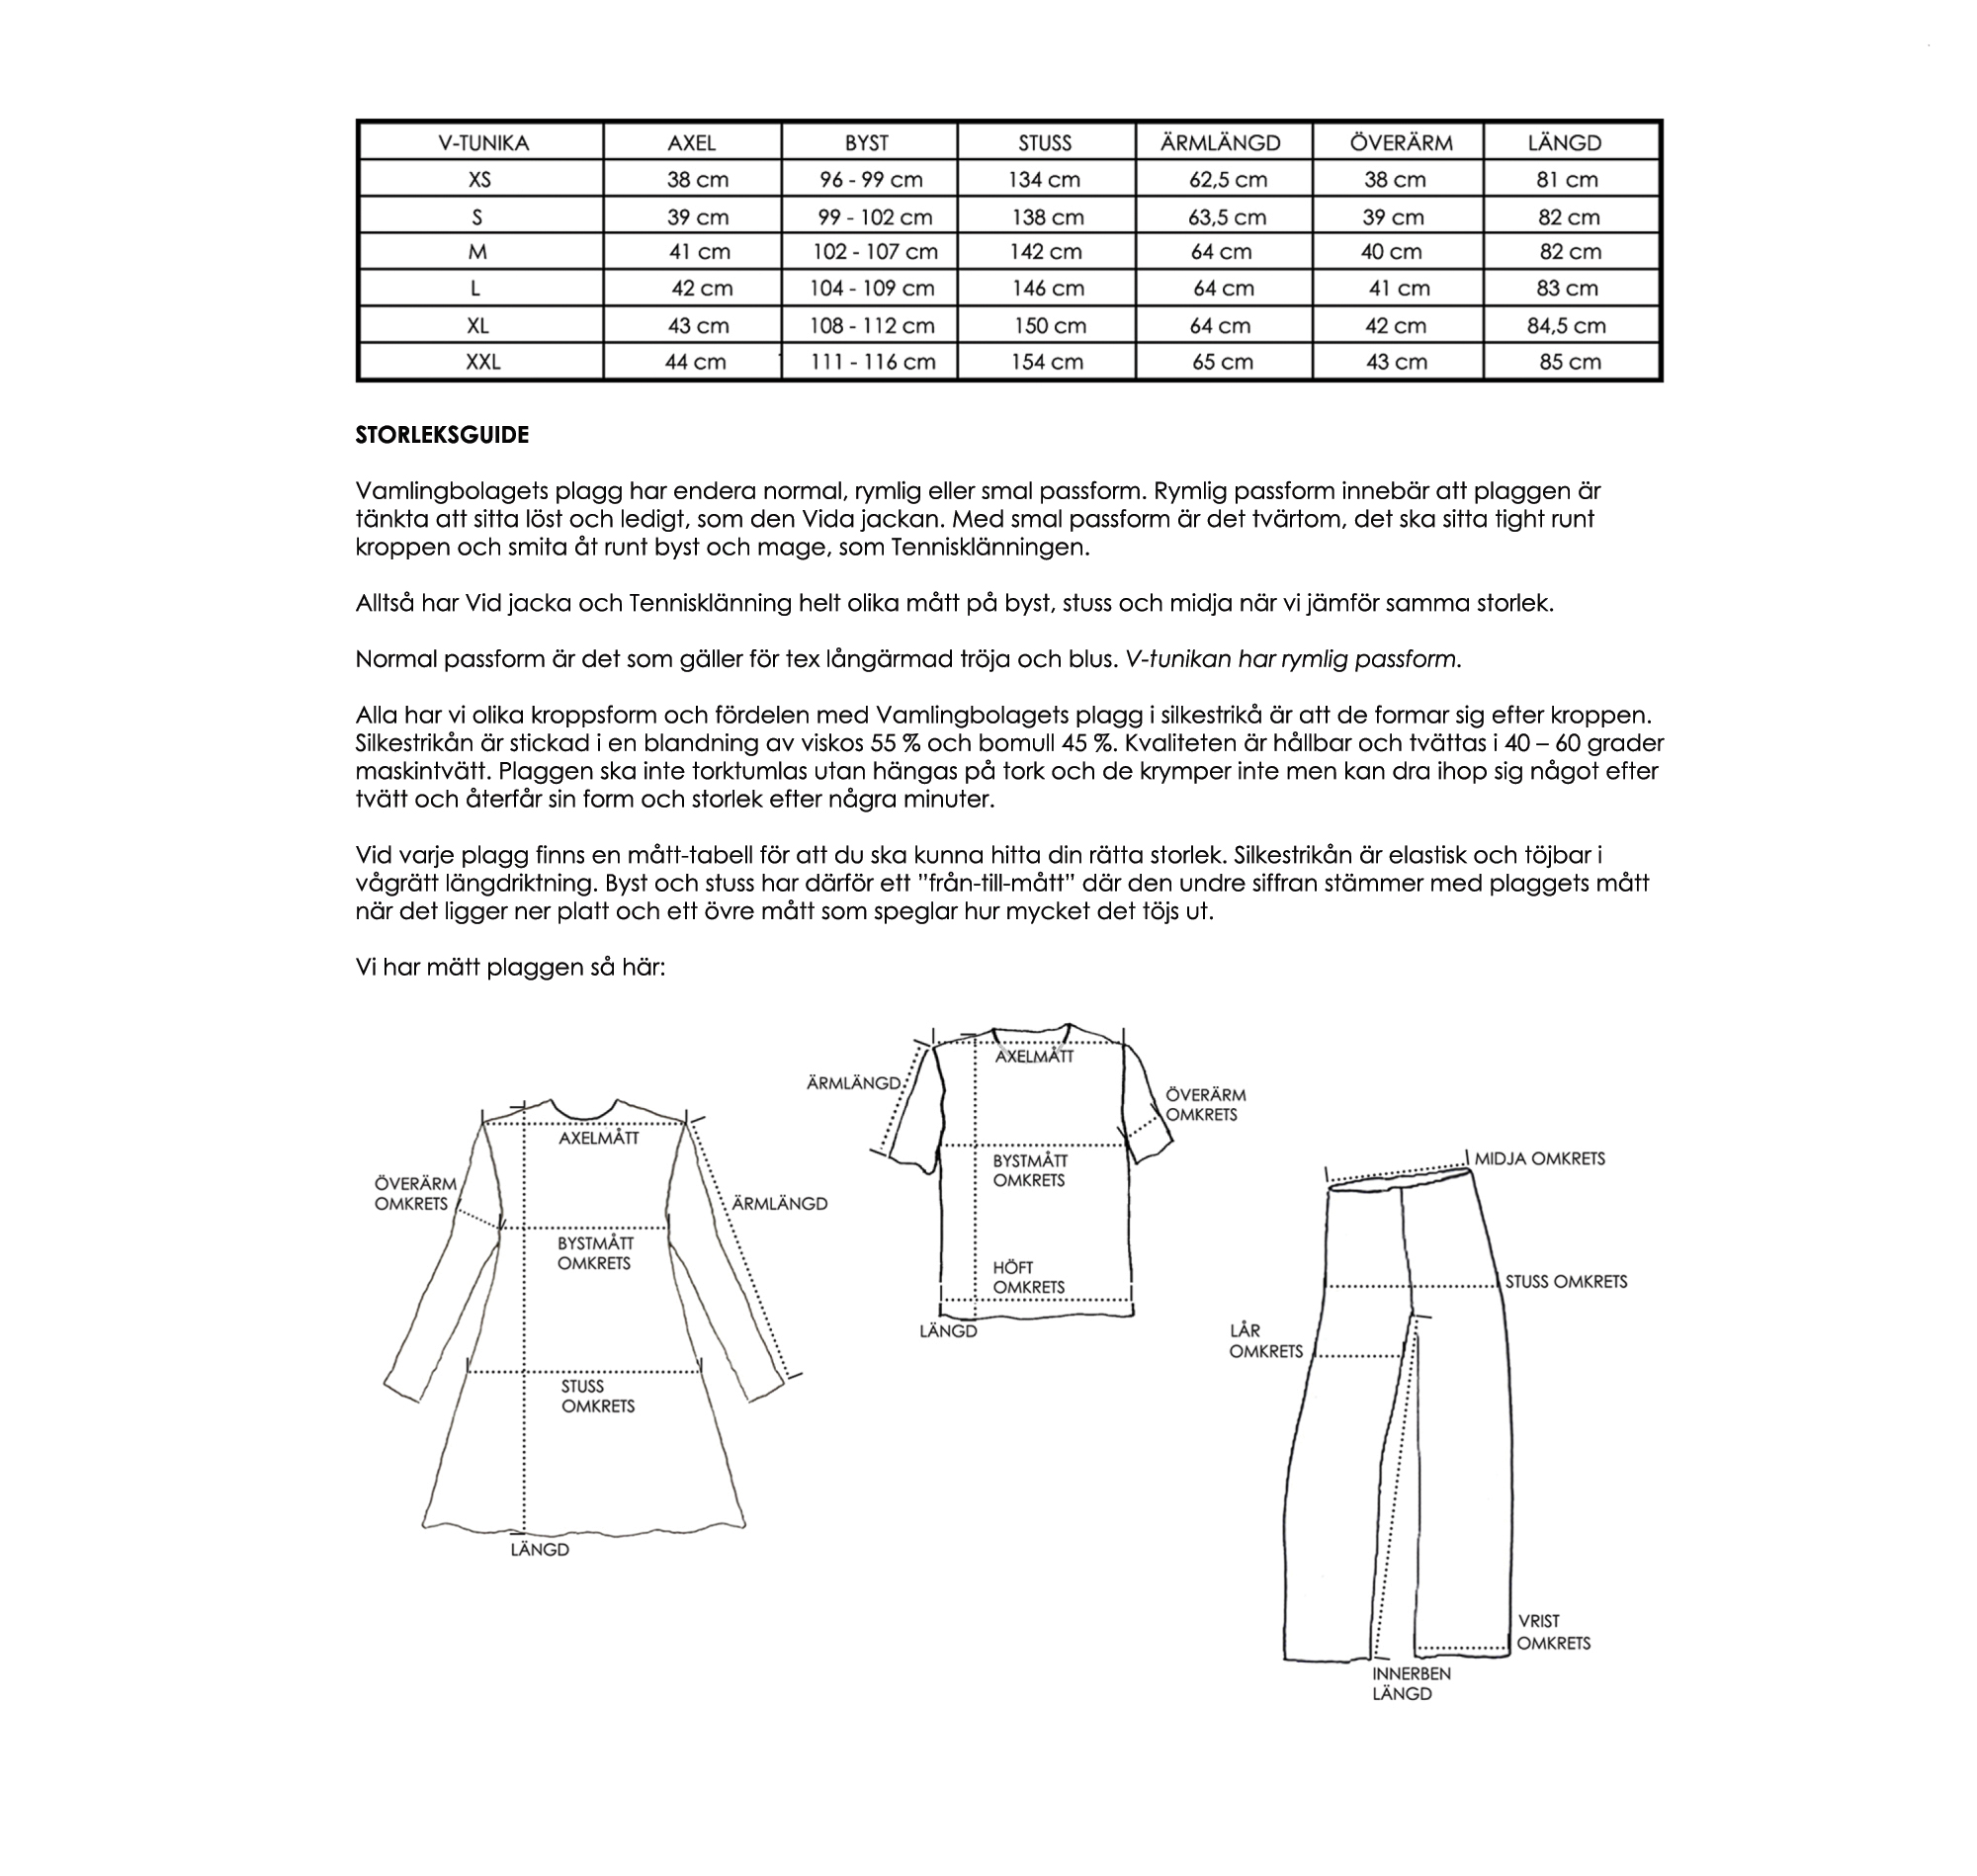 V-TUNIKA AXEL BYST STUSS ÄRMLÄNGD ÖVERÄRM LÄNGD
XS 38 cm 96 - 99 cm 134 cm 62,5 cm 38 cm 81 cm
S 39 cm 99 - 102 cm 138 cm 63,5 cm 39 cm 82 cm
M 41 cm 102 - 107 cm 142 cm 64 cm 40 cm 82 cm
L 42 cm 104 - 109 cm 146 cm 64 cm 41 cm 83 cm
XL 43 cm 108 - 112 cm 150 cm 64 cm 42 cm 84,5 cm
XXL 44 cm 111 - 116 cm 154 cm 65 cm 43 cm 85 cm
STORLEKSGUIDE
Vamlingbolagets plagg har endera normal, rymlig eller smal passform. Rymlig passform innebär att plaggen är
tänkta att sitta löst och ledigt, som den Vida jackan. Med smal passform är det tvärtom, det ska sitta tight runt
kroppen och smita åt runt byst och mage, som Tennisklänningen.
Alltså har Vid jacka och Tennisklänning helt olika mått på byst, stuss och midja när vi jämför samma storlek.
Normal passform är det som gäller för tex långärmad tröja och blus. V-tunikan har rymlig passform.
Alla har vi olika kroppsform och fördelen med Vamlingbolagets plagg i silkestrikå är att de formar sig efter kroppen.
Silkestrikån är stickad i en blandning av viskos 55 % och bomull 45 %. Kvaliteten är hållbar och tvättas i 40 – 60 grader
maskintvätt. Plaggen ska inte torktumlas utan hängas på tork och de krymper inte men kan dra ihop sig något efter
tvätt och återfår sin form och storlek efter några minuter.
Vid varje plagg finns en mått-tabell för att du ska kunna hitta din rätta storlek. Silkestrikån är elastisk och töjbar i
vågrätt längdriktning. Byst och stuss har därför ett ”från-till-mått” där den undre siffran stämmer med plaggets mått
när det ligger ner platt och ett övre mått som speglar hur mycket det töjs ut.
Vi har mätt plaggen så här:
AXELMÅTT
ÖVERÄRM
OMKRETS
ÄRMLÄNGD
BYSTMÅTT
OMKRETS
STUSS
OMKRETS
LÄNGD
AXELMÅTT
ÄRMLÄNGD
ÖVERÄRM
OMKRETS
BYSTMÅTT
OMKRETS
HÖFT
OMKRETS
LÄNGD
MIDJA OMKRETS
STUSS OMKRETS
LÅR
OMKRETS
VRIST
OMKRETS
INNERBEN
LÄNGD